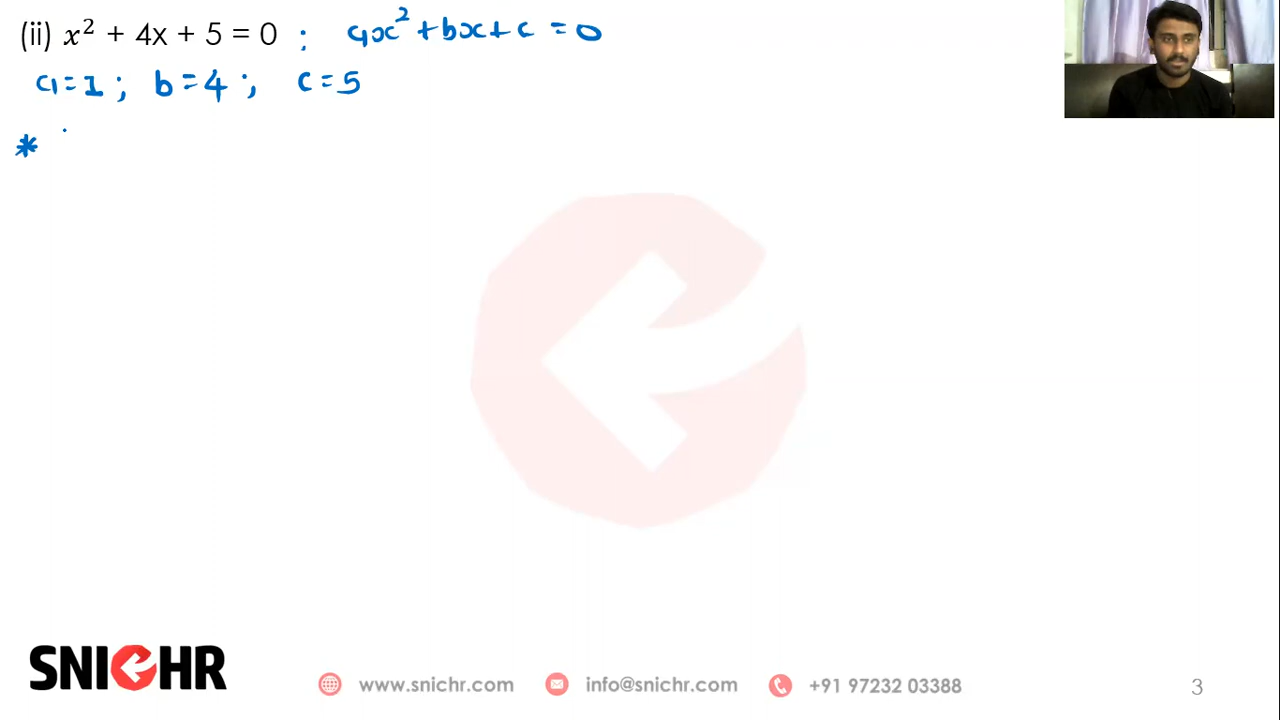 (ii) x² + 4x + 5 = 0 ; ax² + bx + c = 0
a = 1 ; b = 4 ; c = 5
*
SNICHR
www.snichr.com info@snichr.com +91 97232 03388
3